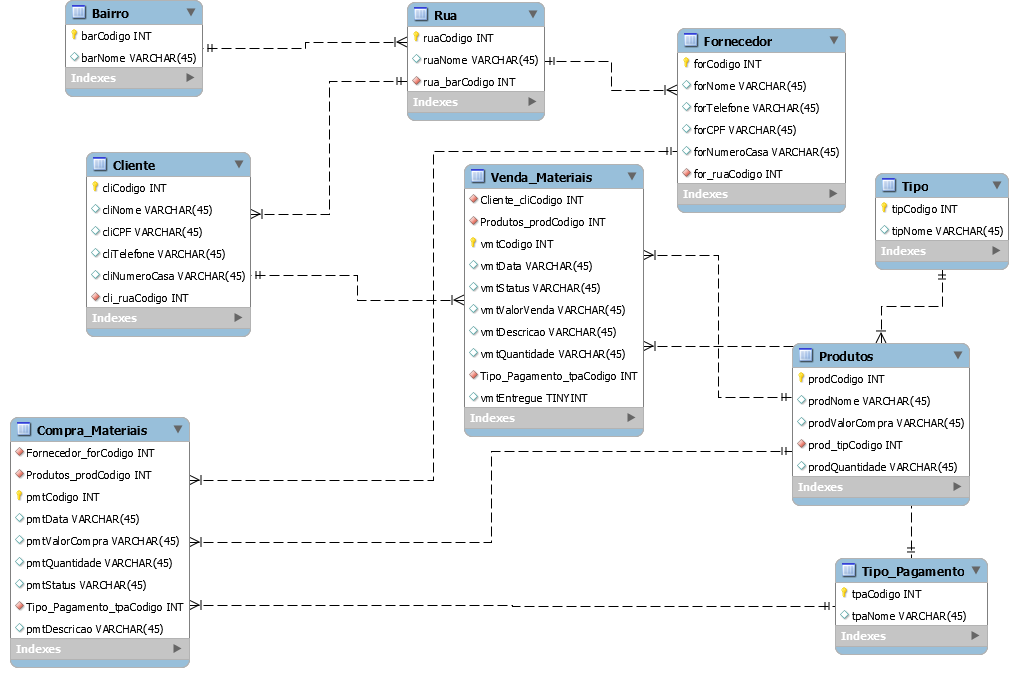 Bairro
barCodigo INT
barNome VARCHAR(45)
Indexes
Rua
ruaCodigo INT
ruaNome VARCHAR(45)
rua_barCodigo INT
Indexes
Fornecedor
forCodigo INT
forNome VARCHAR(45)
forTelefone VARCHAR(45)
forCPF VARCHAR(45)
forNumeroCasa VARCHAR(45)
for_ruaCodigo INT
Indexes
Cliente
cliCodigo INT
cliNome VARCHAR(45)
cliCPF VARCHAR(45)
cliTelefone VARCHAR(45)
cliNumeroCasa VARCHAR(45)
cli_ruaCodigo INT
Indexes
Venda_Materiais
Cliente_cliCodigo INT
Produtos_prodCodigo INT
vmtCodigo INT
vmtData VARCHAR(45)
vmtStatus VARCHAR(45)
vmtValorVenda VARCHAR(45)
vmtDescricao VARCHAR(45)
vmtQuantidade VARCHAR(45)
Tipo_Pagamento_tpaCodigo INT
vmtEntregue TINYINT
Indexes
Tipo
tipCodigo INT
tipNome VARCHAR(45)
Indexes
Produtos
prodCodigo INT
prodNome VARCHAR(45)
prodValorCompra VARCHAR(45)
prod_tipCodigo INT
prodQuantidade VARCHAR(45)
Indexes
Compra_Materiais
Fornecedor_forCodigo INT
Produtos_prodCodigo INT
pmtCodigo INT
pmtData VARCHAR(45)
pmtValorCompra VARCHAR(45)
pmtQuantidade VARCHAR(45)
pmtStatus VARCHAR(45)
Tipo_Pagamento_tpaCodigo INT
pmtDescricao VARCHAR(45)
Indexes
Tipo_Pagamento
tpaCodigo INT
tpaNome VARCHAR(45)
Indexes